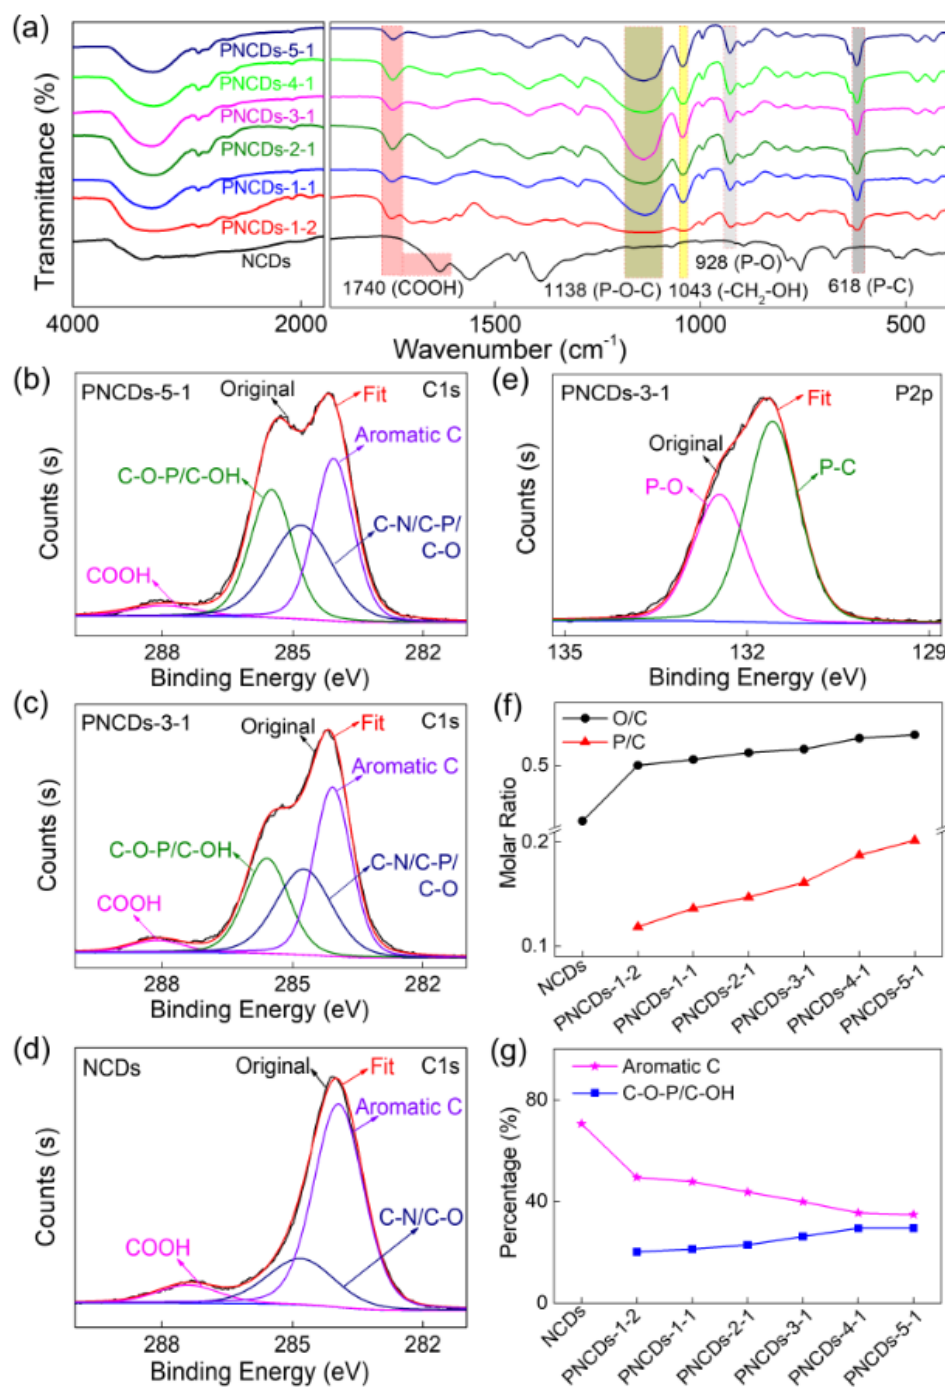 (a)
Transmittance (%)
PNCDs-5-1
PNCDs-4-1
PNCDs-3-1
PNCDs-2-1
PNCDs-1-1
PNCDs-1-2
NCDs
1740 (COOH)
1138 (P-O-C)
928 (P-O)
1043 (-CH2-OH)
618 (P-C)
4000 2000 1500 1000 500
Wavenumber (cm-1)
(b)
PNCDs-5-1
Original
Fit
C1s
Aromatic C
C-O-P/C-OH
C-N/C-P/
C-O
COOH
Counts (s)
288 285 282
Binding Energy (eV)
(e)
PNCDs-3-1
Fit
P2p
Original
P-O
P-C
Counts (s)
135 132 129
Binding Energy (eV)
(c)
PNCDs-3-1
Original
Fit
C1s
Aromatic C
C-O-P/C-OH
C-N/C-P/
C-O
COOH
Counts (s)
288 285 282
Binding Energy (eV)
(f)
O/C
P/C
Molar Ratio
0.5
0.2
0.1
NCDs
PNCDs-1-2
PNCDs-1-1
PNCDs-2-1
PNCDs-3-1
PNCDs-4-1
PNCDs-5-1
(d)
NCDs
Original
Fit
C1s
Aromatic C
C-N/C-O
COOH
Counts (s)
288 285 282
Binding Energy (eV)
(g)
Aromatic C
C-O-P/C-OH
Percentage (%)
80
40
0
NCDs
PNCDs-1-2
PNCDs-1-1
PNCDs-2-1
PNCDs-3-1
PNCDs-4-1
PNCDs-5-1